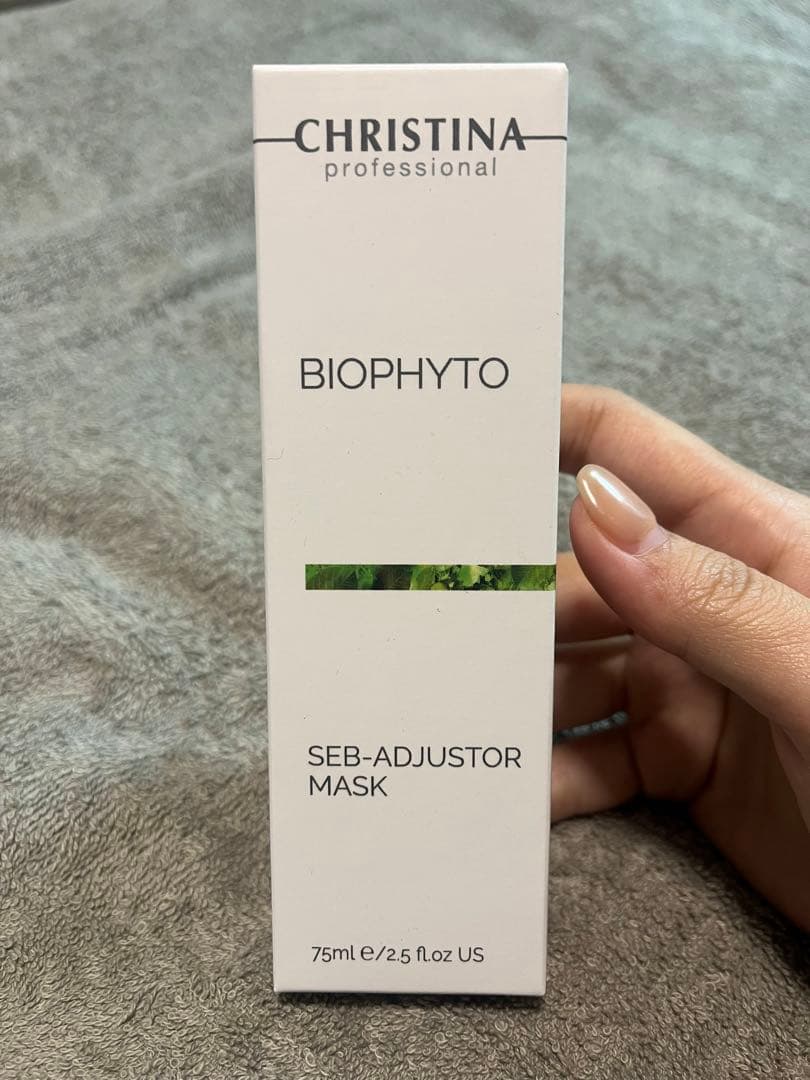 CHRISTINA
professional
BIOPHYTO
SEB-ADJUSTOR
MASK
75ml ℮/2.5 fl.oz US